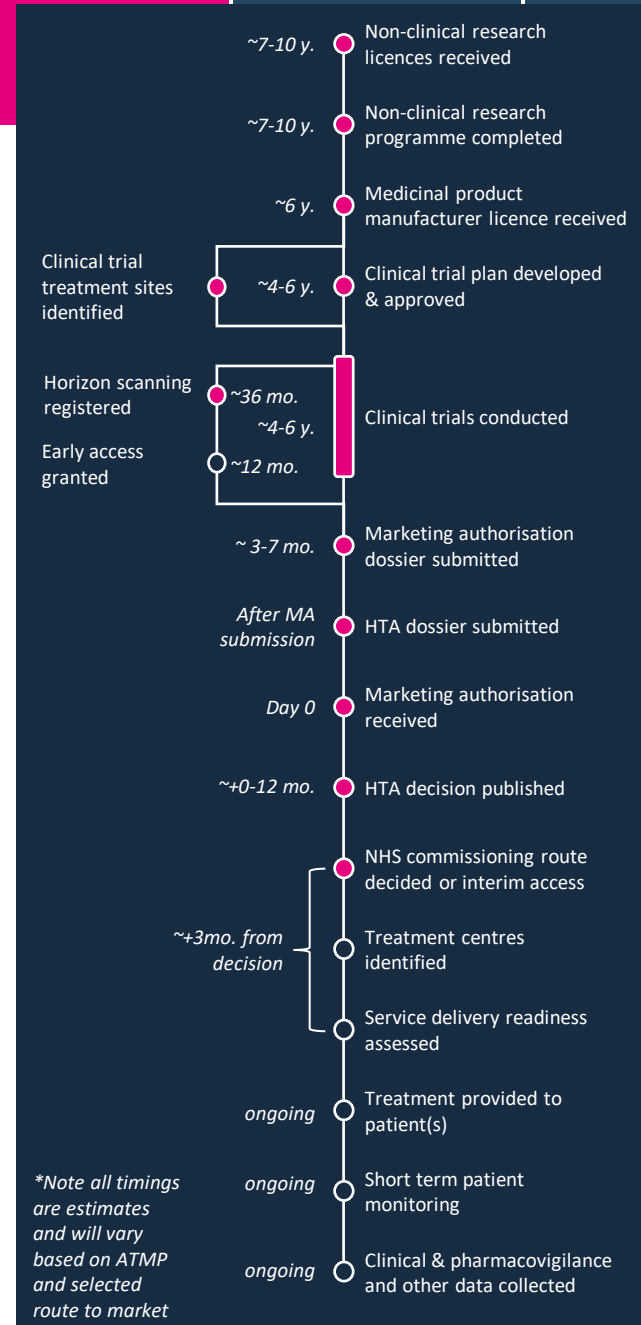 ~7-10 y.
Non-clinical research
licences received
~7-10 y.
Non-clinical research
programme completed
~6 y.
Medicinal product
manufacturer licence received
Clinical trial
treatment sites
identified
~4-6 y.
Clinical trial plan developed
& approved
Horizon scanning
registered
~36 mo.
~4-6 y.
Clinical trials conducted
Early access
granted
~12 mo.
~ 3-7 mo.
Marketing authorisation
dossier submitted
After MA
submission
HTA dossier submitted
Day 0
Marketing authorisation
received
~+0-12 mo.
HTA decision published
NHS commissioning route
decided or interim access
~+3mo. from
decision
Treatment centres
identified
Service delivery readiness
assessed
ongoing
Treatment provided to
patient(s)
ongoing
Short term patient
monitoring
ongoing
Clinical & pharmacovigilance
and other data collected
*Note all timings
are estimates
and will vary
based on ATMP
and selected
route to market